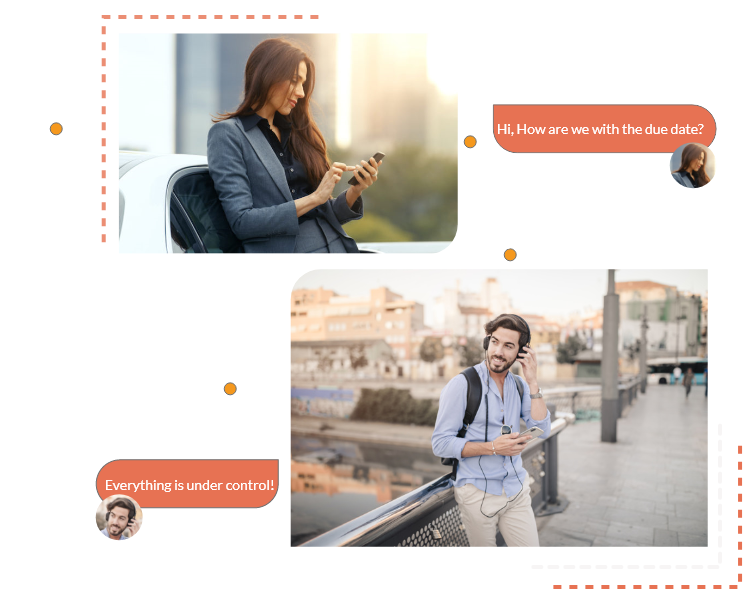 Hi, How are we with the due date?
Everything is under control!